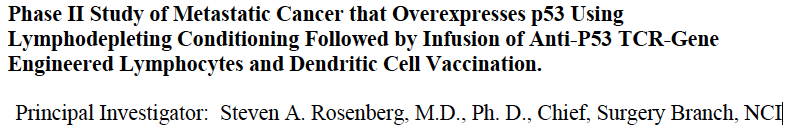 Phase II Study of Metastatic Cancer that Overexpresses p53 Using
Lymphodepleting Conditioning Followed by Infusion of Anti-P53 TCR-Gene
Engineered Lymphocytes and Dendritic Cell Vaccination.
Principal Investigator:  Steven A. Rosenberg, M.D., Ph. D., Chief, Surgery Branch, NCI